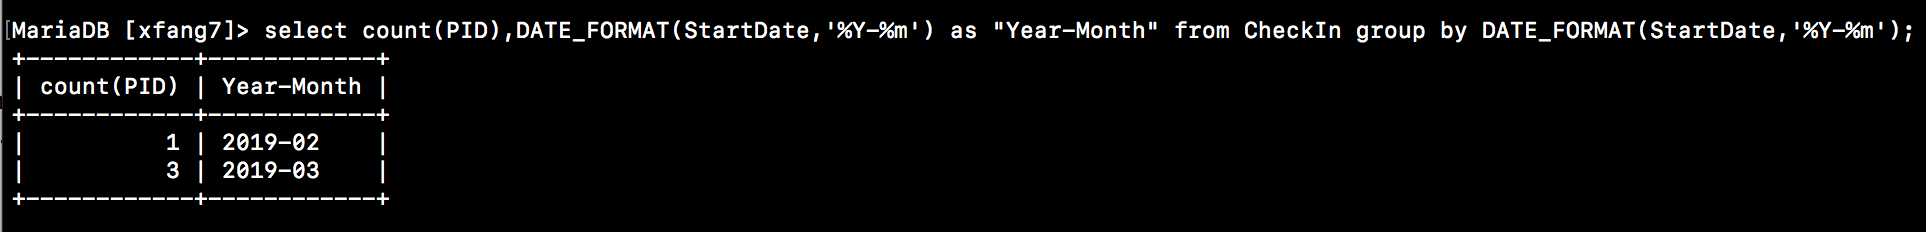 MariaDB [xfang7]> select count(PID),DATE_FORMAT(StartDate,'%Y-%m') as "Year-Month" from CheckIn group by DATE_FORMAT(StartDate,'%Y-%m');
+------------+------------+
| count(PID) | Year-Month |
+------------+------------+
|          1 | 2019-02    |
|          3 | 2019-03    |
+------------+------------+